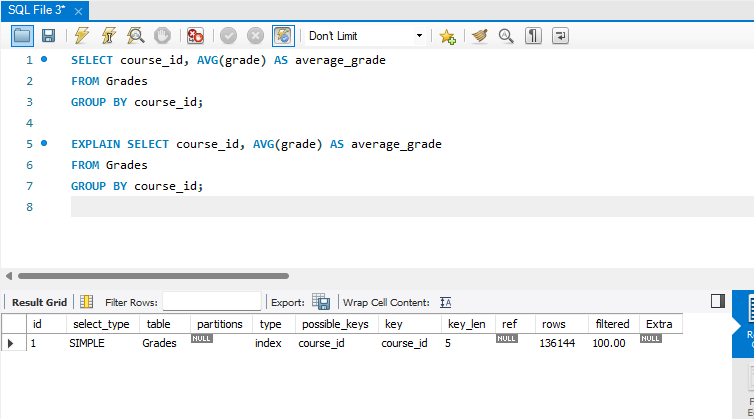 SQL File 3*
Don't Limit
1 SELECT course_id, AVG(grade) AS average_grade
2 FROM Grades
3 GROUP BY course_id;
4
5 EXPLAIN SELECT course_id, AVG(grade) AS average_grade
6 FROM Grades
7 GROUP BY course_id;
8
Result Grid Filter Rows: Export: Wrap Cell Content:
id select_type table partitions type possible_keys key key_len ref rows filtered Extra
1 SIMPLE Grades NULL index course_id course_id 5 NULL 136144 100.00 NULL